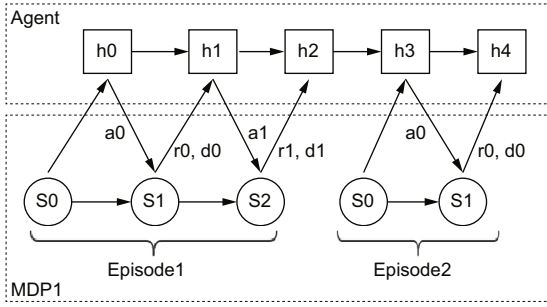 Agent
h0 h1 h2 h3 h4
a0 r0, d0 a1 r1, d1 a0 r0, d0
S0 S1 S2 S0 S1
Episode1 Episode2
MDP1